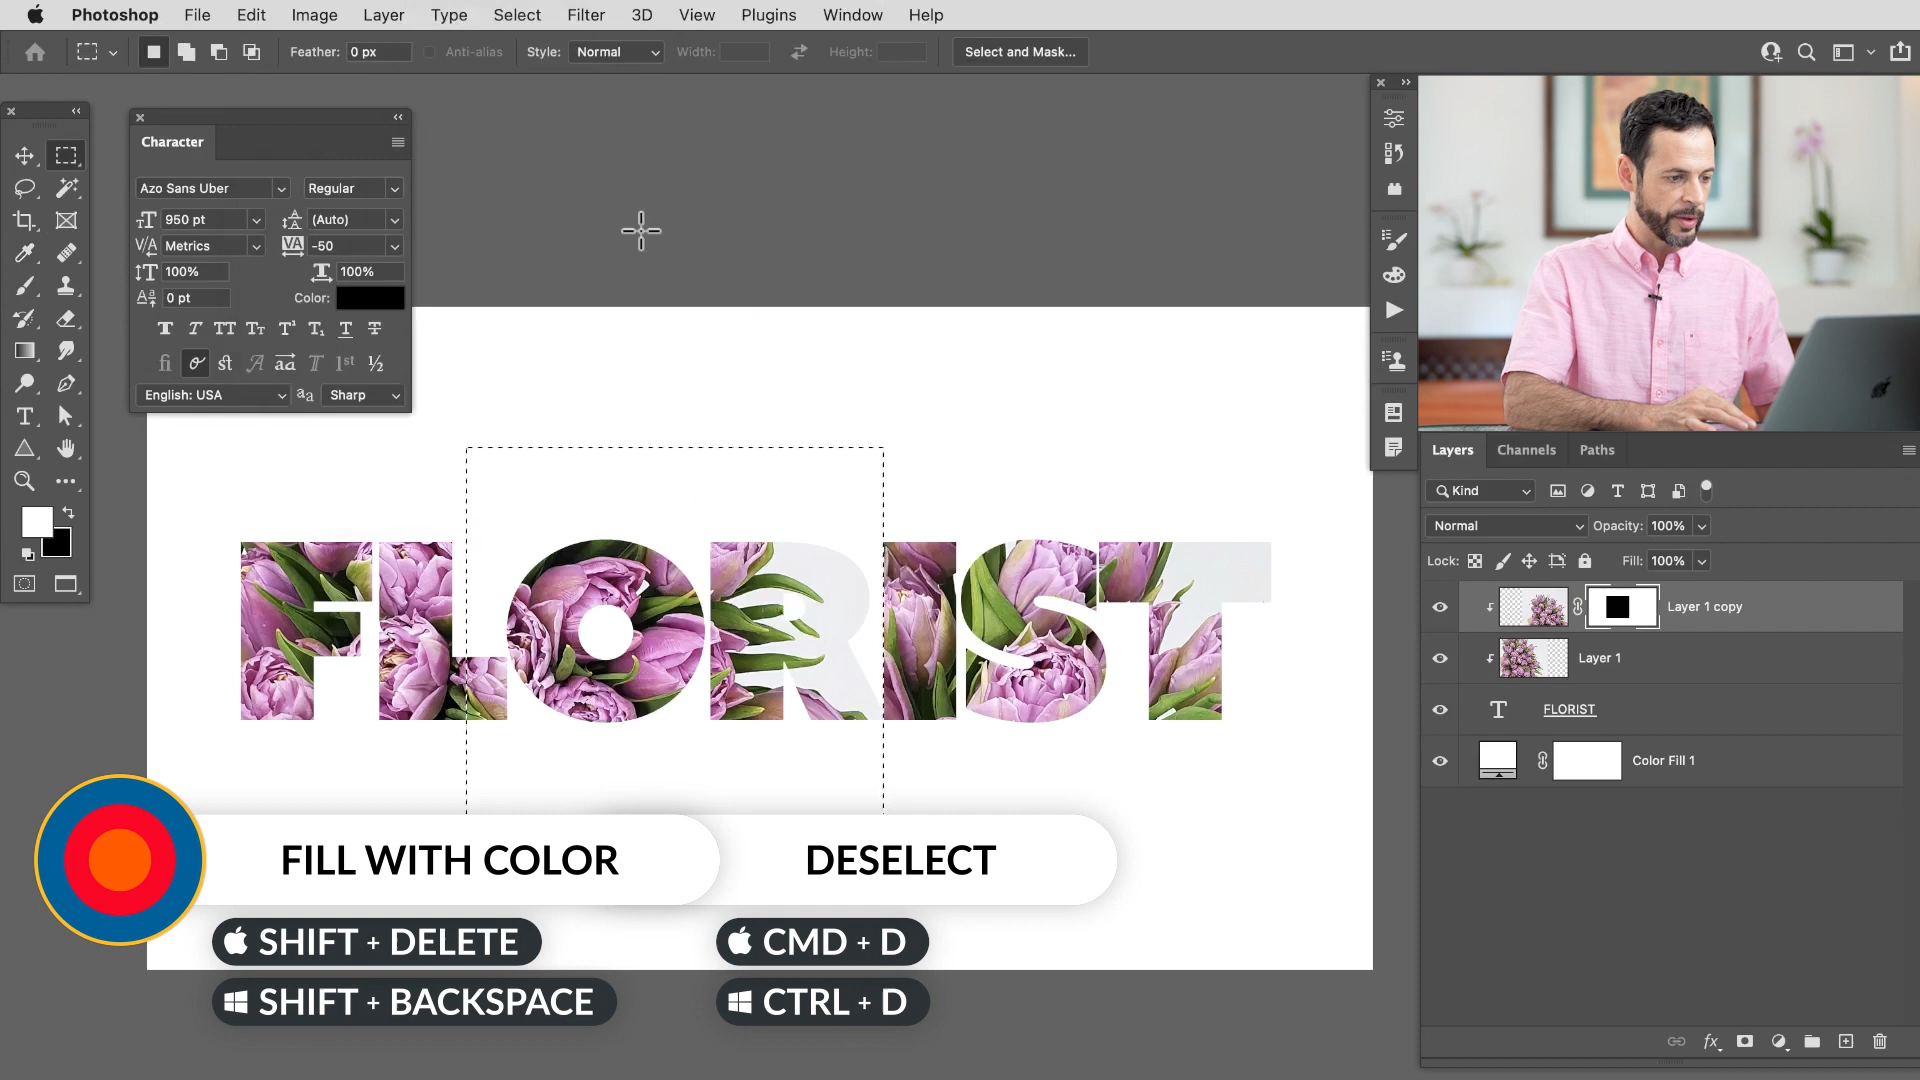 Photoshop File Edit Image Layer Type Select Filter 3D View Plugins Window Help
Feather: 0 px Anti-alias Style: Normal Width: Height: Select and Mask...
Character
Azo Sans Uber Regular
950 pt (Auto)
Metrics -50
100% 100%
0 pt Color:
English: USA Sharp
FLORIST
Layers Channels Paths
Kind
Normal Opacity: 100%
Lock: Fill: 100%
Layer 1 copy
Layer 1
FLORIST
Color Fill 1
FILL WITH COLOR
SHIFT + DELETE
SHIFT + BACKSPACE
DESELECT
CMD + D
CTRL + D